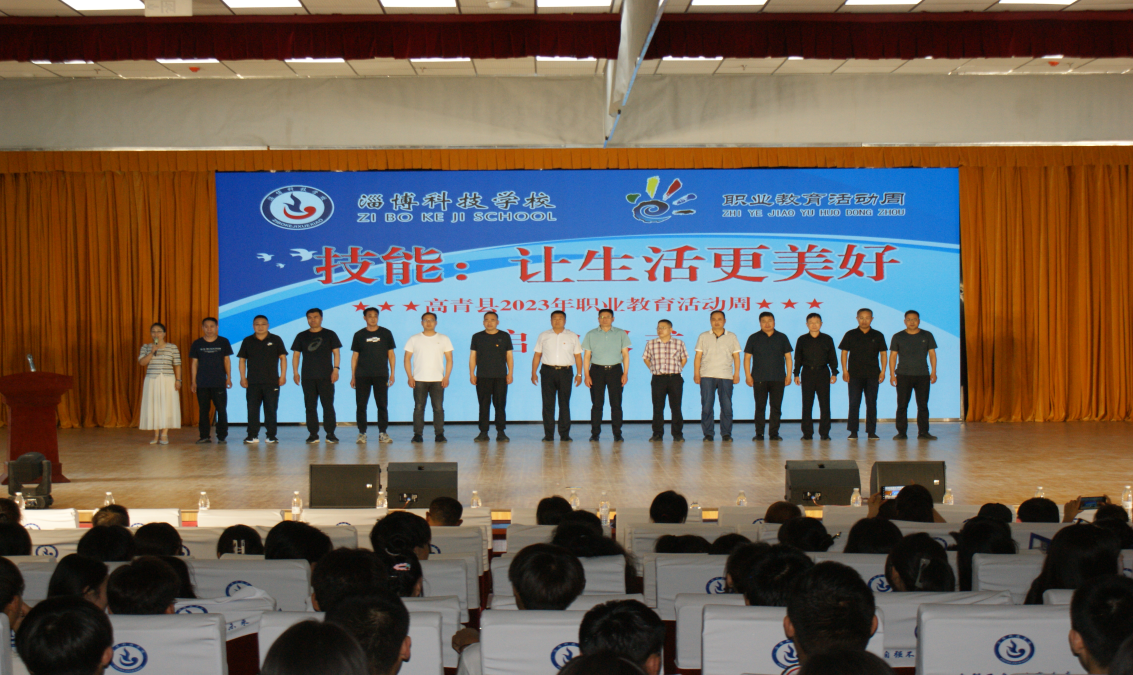 淄博科技学校
ZI BO KE JI SCHOOL
职业教育活动周
ZHI YE JIAO YU HUO DONG ZHOU
技能：让生活更美好
★★★高青县2023年职业教育活动周★★★